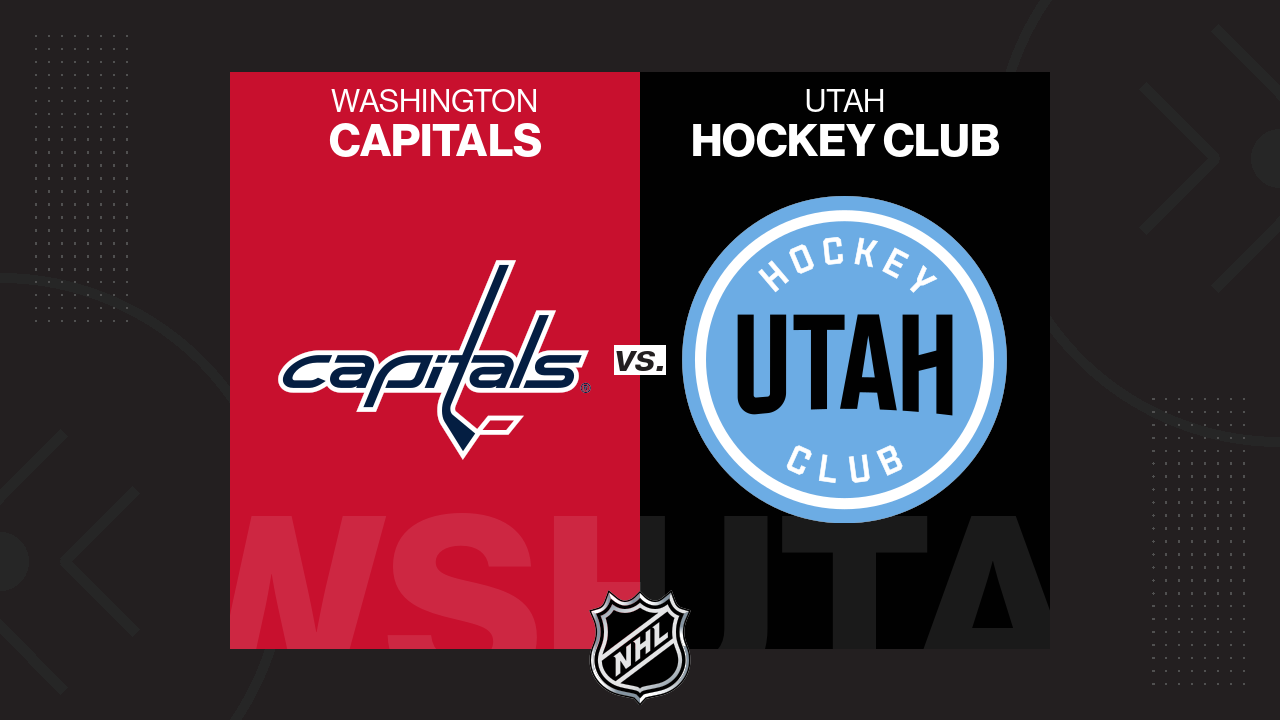 WASHINGTON
CAPITALS
UTAH
HOCKEY CLUB
capitals
vs.
HOCKEY
UTAH
CLUB
WSH
UTA
NHL